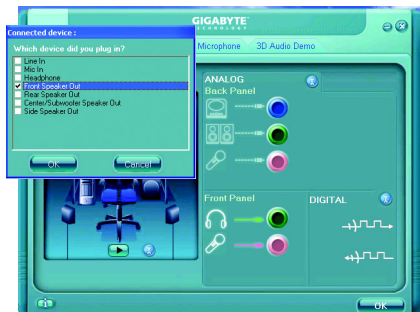 GIGABYTE
TECHNOLOGY
Connected device :
Which device did you plug in?
Line In
Mic In
Headphone
Front Speaker Out
Rear Speaker Out
Center/Subwooter Speaker Out
Side Speaker Out
OK
Cancel
Microphone
3D Audio Demo
ANALOG
Back Panel
Front Panel
DIGITAL
OK